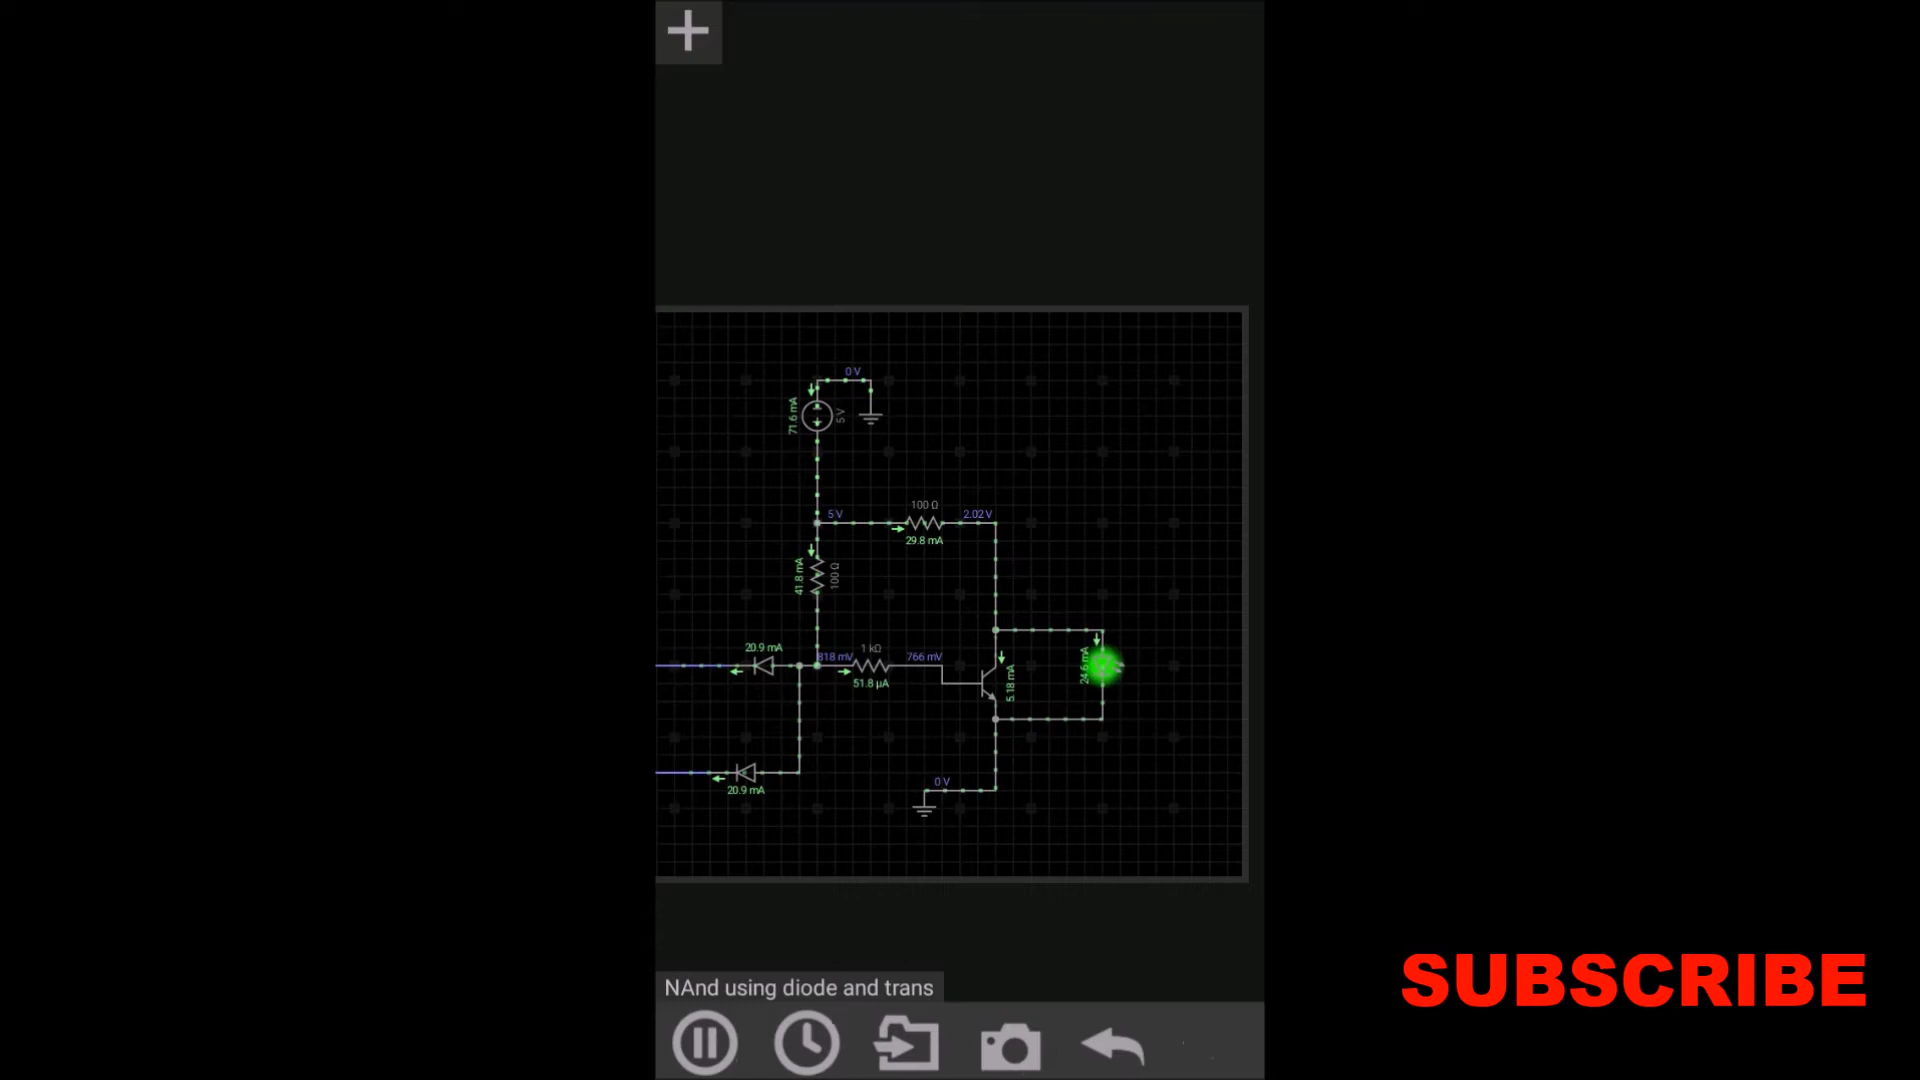 0 V
71.6 mA
5 V
100 Ω
5 V
2.02 V
29.8 mA
41.8 mA
100 Ω
20.9 mA
818 mV
1 kΩ
766 mV
51.8 µA
5.18 mA
24.6 mA
20.9 mA
0 V
NAnd using diode and trans
SUBSCRIBE